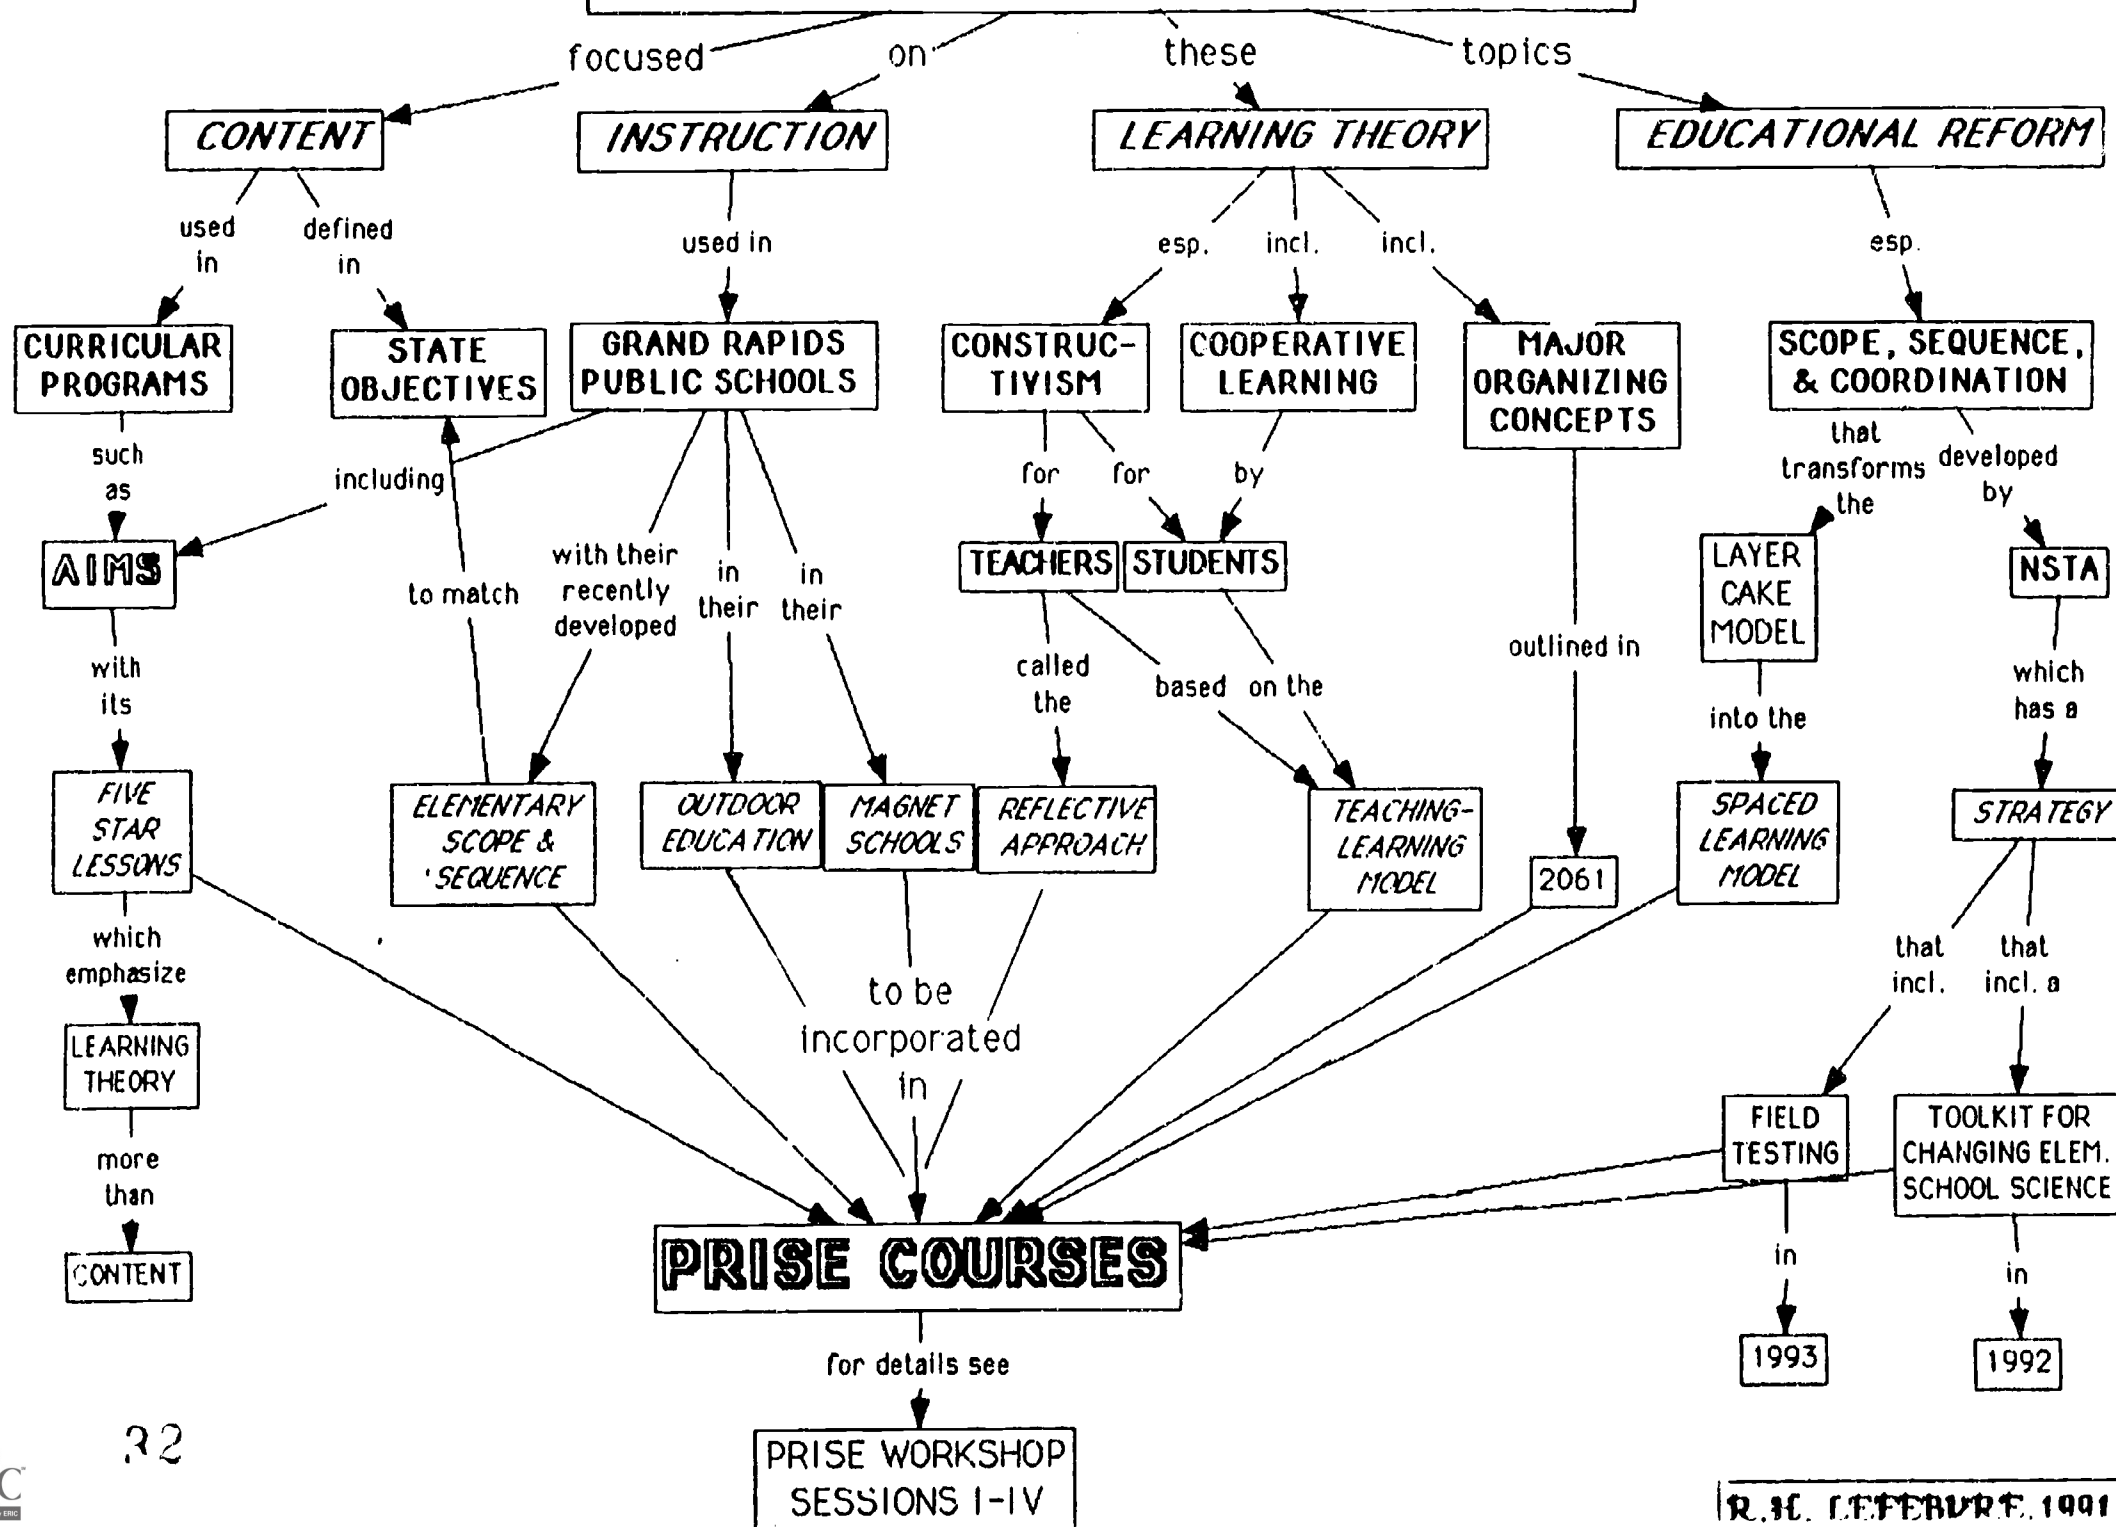 focused on these topics
CONTENT INSTRUCTION LEARNING THEORY EDUCATIONAL REFORM
used
in
defined
in
used in
esp.
incl.
incl.
esp.
CURRICULAR
PROGRAMS
STATE
OBJECTIVES
GRAND RAPIDS
PUBLIC SCHOOLS
CONSTRUC-
TIVISM
COOPERATIVE
LEARNING
MAJOR
ORGANIZING
CONCEPTS
SCOPE, SEQUENCE,
& COORDINATION
such
as
including
for
for
by
that
transforms
the
developed
by
AIMS
to match
with their
recently
developed
in
their
in
their
TEACHERS
STUDENTS
outlined in
LAYER
CAKE
MODEL
NSTA
with
its
called
the
based on the
into the
which
has a
FIVE
STAR
LESSONS
ELEMENTARY
SCOPE &
SEQUENCE
OUTDOOR
EDUCATION
MAGNET
SCHOOLS
REFLECTIVE
APPROACH
TEACHING-
LEARNING
MODEL
2061
SPACED
LEARNING
MODEL
STRATEGY
which
emphasize
to be
incorporated
in
that
incl.
that
incl. a
LEARNING
THEORY
FIELD
TESTING
TOOLKIT FOR
CHANGING ELEM.
SCHOOL SCIENCE
more
than
CONTENT
PRISE COURSES
in
in
1993
1992
for details see
PRISE WORKSHOP
SESSIONS I-IV
32
ERIC
R.H. LEFEBVRE, 1991